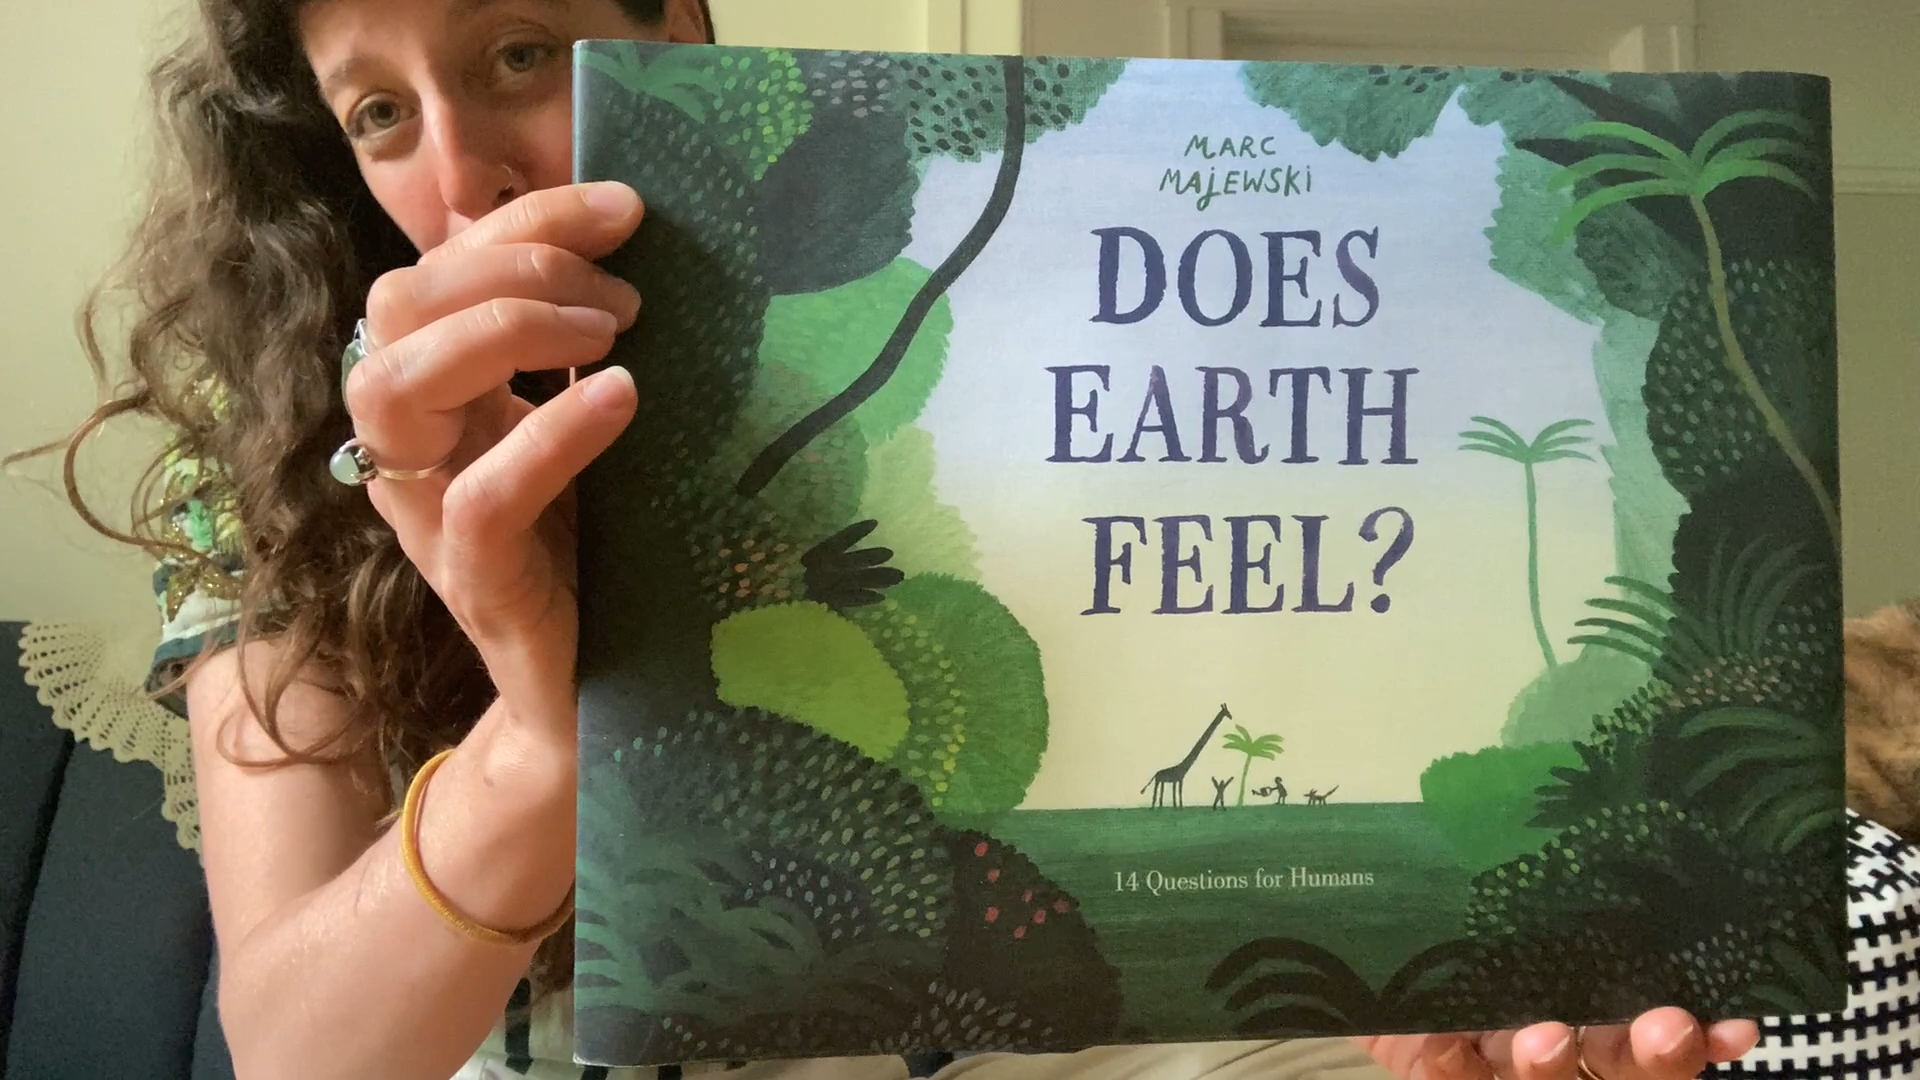 MARC
MAJEWSKI
DOES
EARTH
FEEL?
14 Questions for Humans